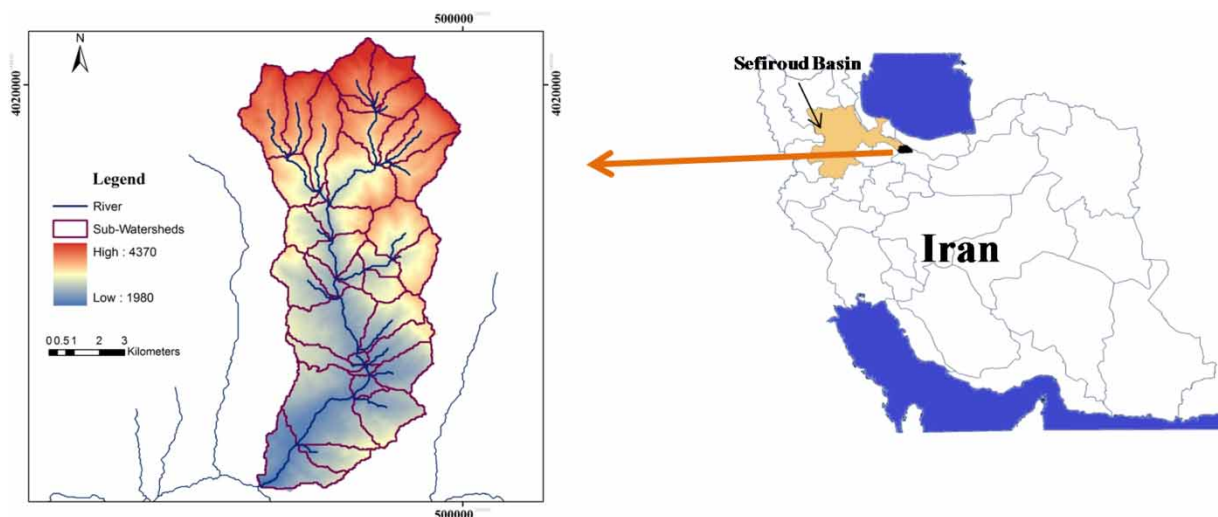 500000
N
4020000
4020000
Legend
River
Sub-Watersheds
High : 4370
Low : 1980
0 0.5 1 2 3
Kilometers
500000
Sefiroud Basin
Iran